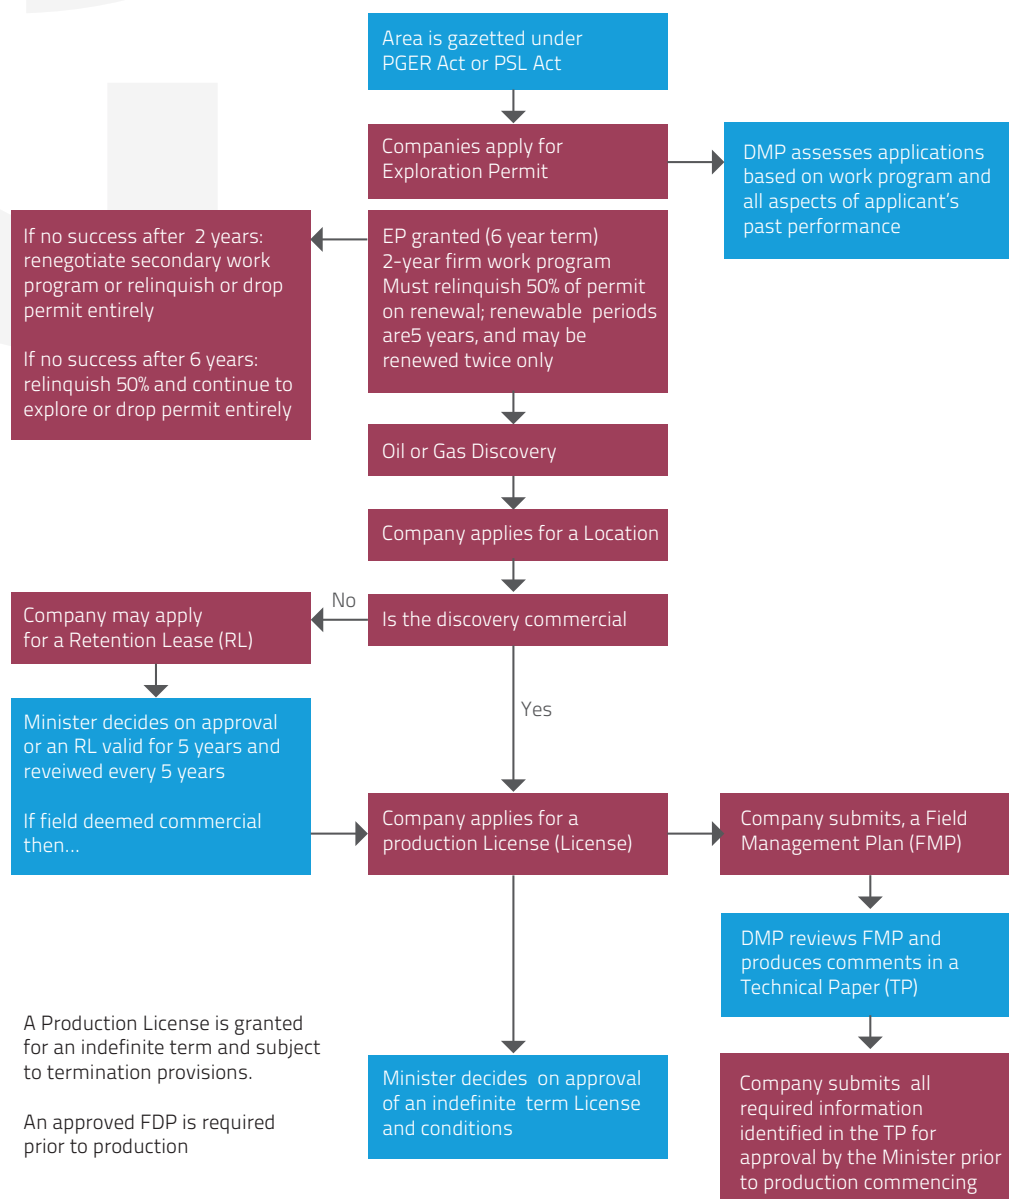 Area is gazetted under
PGER Act or PSL Act
Companies apply for
Exploration Permit
DMP assesses applications
based on work program and
all aspects of applicant’s
past performance
If no success after  2 years:
renegotiate secondary work
program or relinquish or drop
permit entirely
If no success after 6 years:
relinquish 50% and continue to
explore or drop permit entirely
EP granted (6 year term)
2-year firm work program
Must relinquish 50% of permit
on renewal; renewable  periods
are5 years, and may be
renewed twice only
Oil or Gas Discovery
Company applies for a Location
Is the discovery commercial
No
Company may apply
for a Retention Lease (RL)
Yes
Minister decides on approval
or an RL valid for 5 years and
reveiwed every 5 years
If field deemed commercial
then...
Company applies for a
production License (License)
Company submits, a Field
Management Plan (FMP)
DMP reviews FMP and
produces comments in a
Technical Paper (TP)
A Production License is granted
for an indefinite term and subject
to termination provisions.
An approved FDP is required
prior to production
Minister decides  on approval
of an indefinite  term License
and conditions
Company submits  all
required information
identified in the TP for
approval by the Minister prior
to production commencing